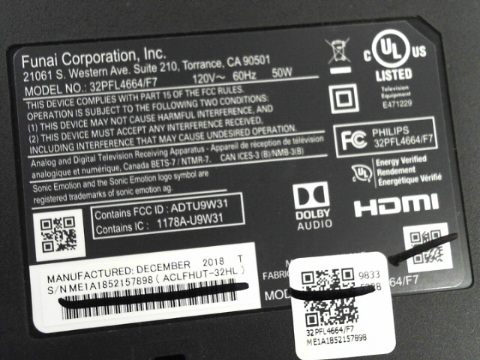 Funai Corporation, Inc.
21061 S. Western Ave. Suite 210, Torrance, CA 90501
MODEL NO.: 32PFL4664/F7 120V~ 60Hz 50W
THIS DEVICE COMPLIES WITH PART 15 OF THE FCC RULES.
OPERATION IS SUBJECT TO THE FOLLOWING TWO CONDITIONS:
(1) THIS DEVICE MAY NOT CAUSE HARMFUL INTERFERENCE, AND
(2) THIS DEVICE MUST ACCEPT ANY INTERFERENCE RECEIVED,
INCLUDING INTERFERENCE THAT MAY CAUSE UNDESIRED OPERATION.
Analog and Digital Television Receiving Apparatus - Appareil de réception de télévision
analogique et numérique, Canada BETS-7 / NTMR-7. CAN ICES-3 (B)/NMB-3(B)
Sonic Emotion and the Sonic Emotion logo symbol are
registered trademarks of sonic emotion ag.
Contains FCC ID : ADTU9W31
Contains IC : 1178A-U9W31
C UL US
LISTED
Television
Equipment
E471229
FC PHILIPS
32PFL4664/F7
Energy Verified
Rendement
Énergétique Vérifié
DOLBY
AUDIO
HDMI
MANUFACTURED: DECEMBER 2018 T
S/N ME1A1852157898 (ACLFHUT-32HL)
FABRI
MOD
/F7
9833
32PFL4664/F7
ME1A1852157898